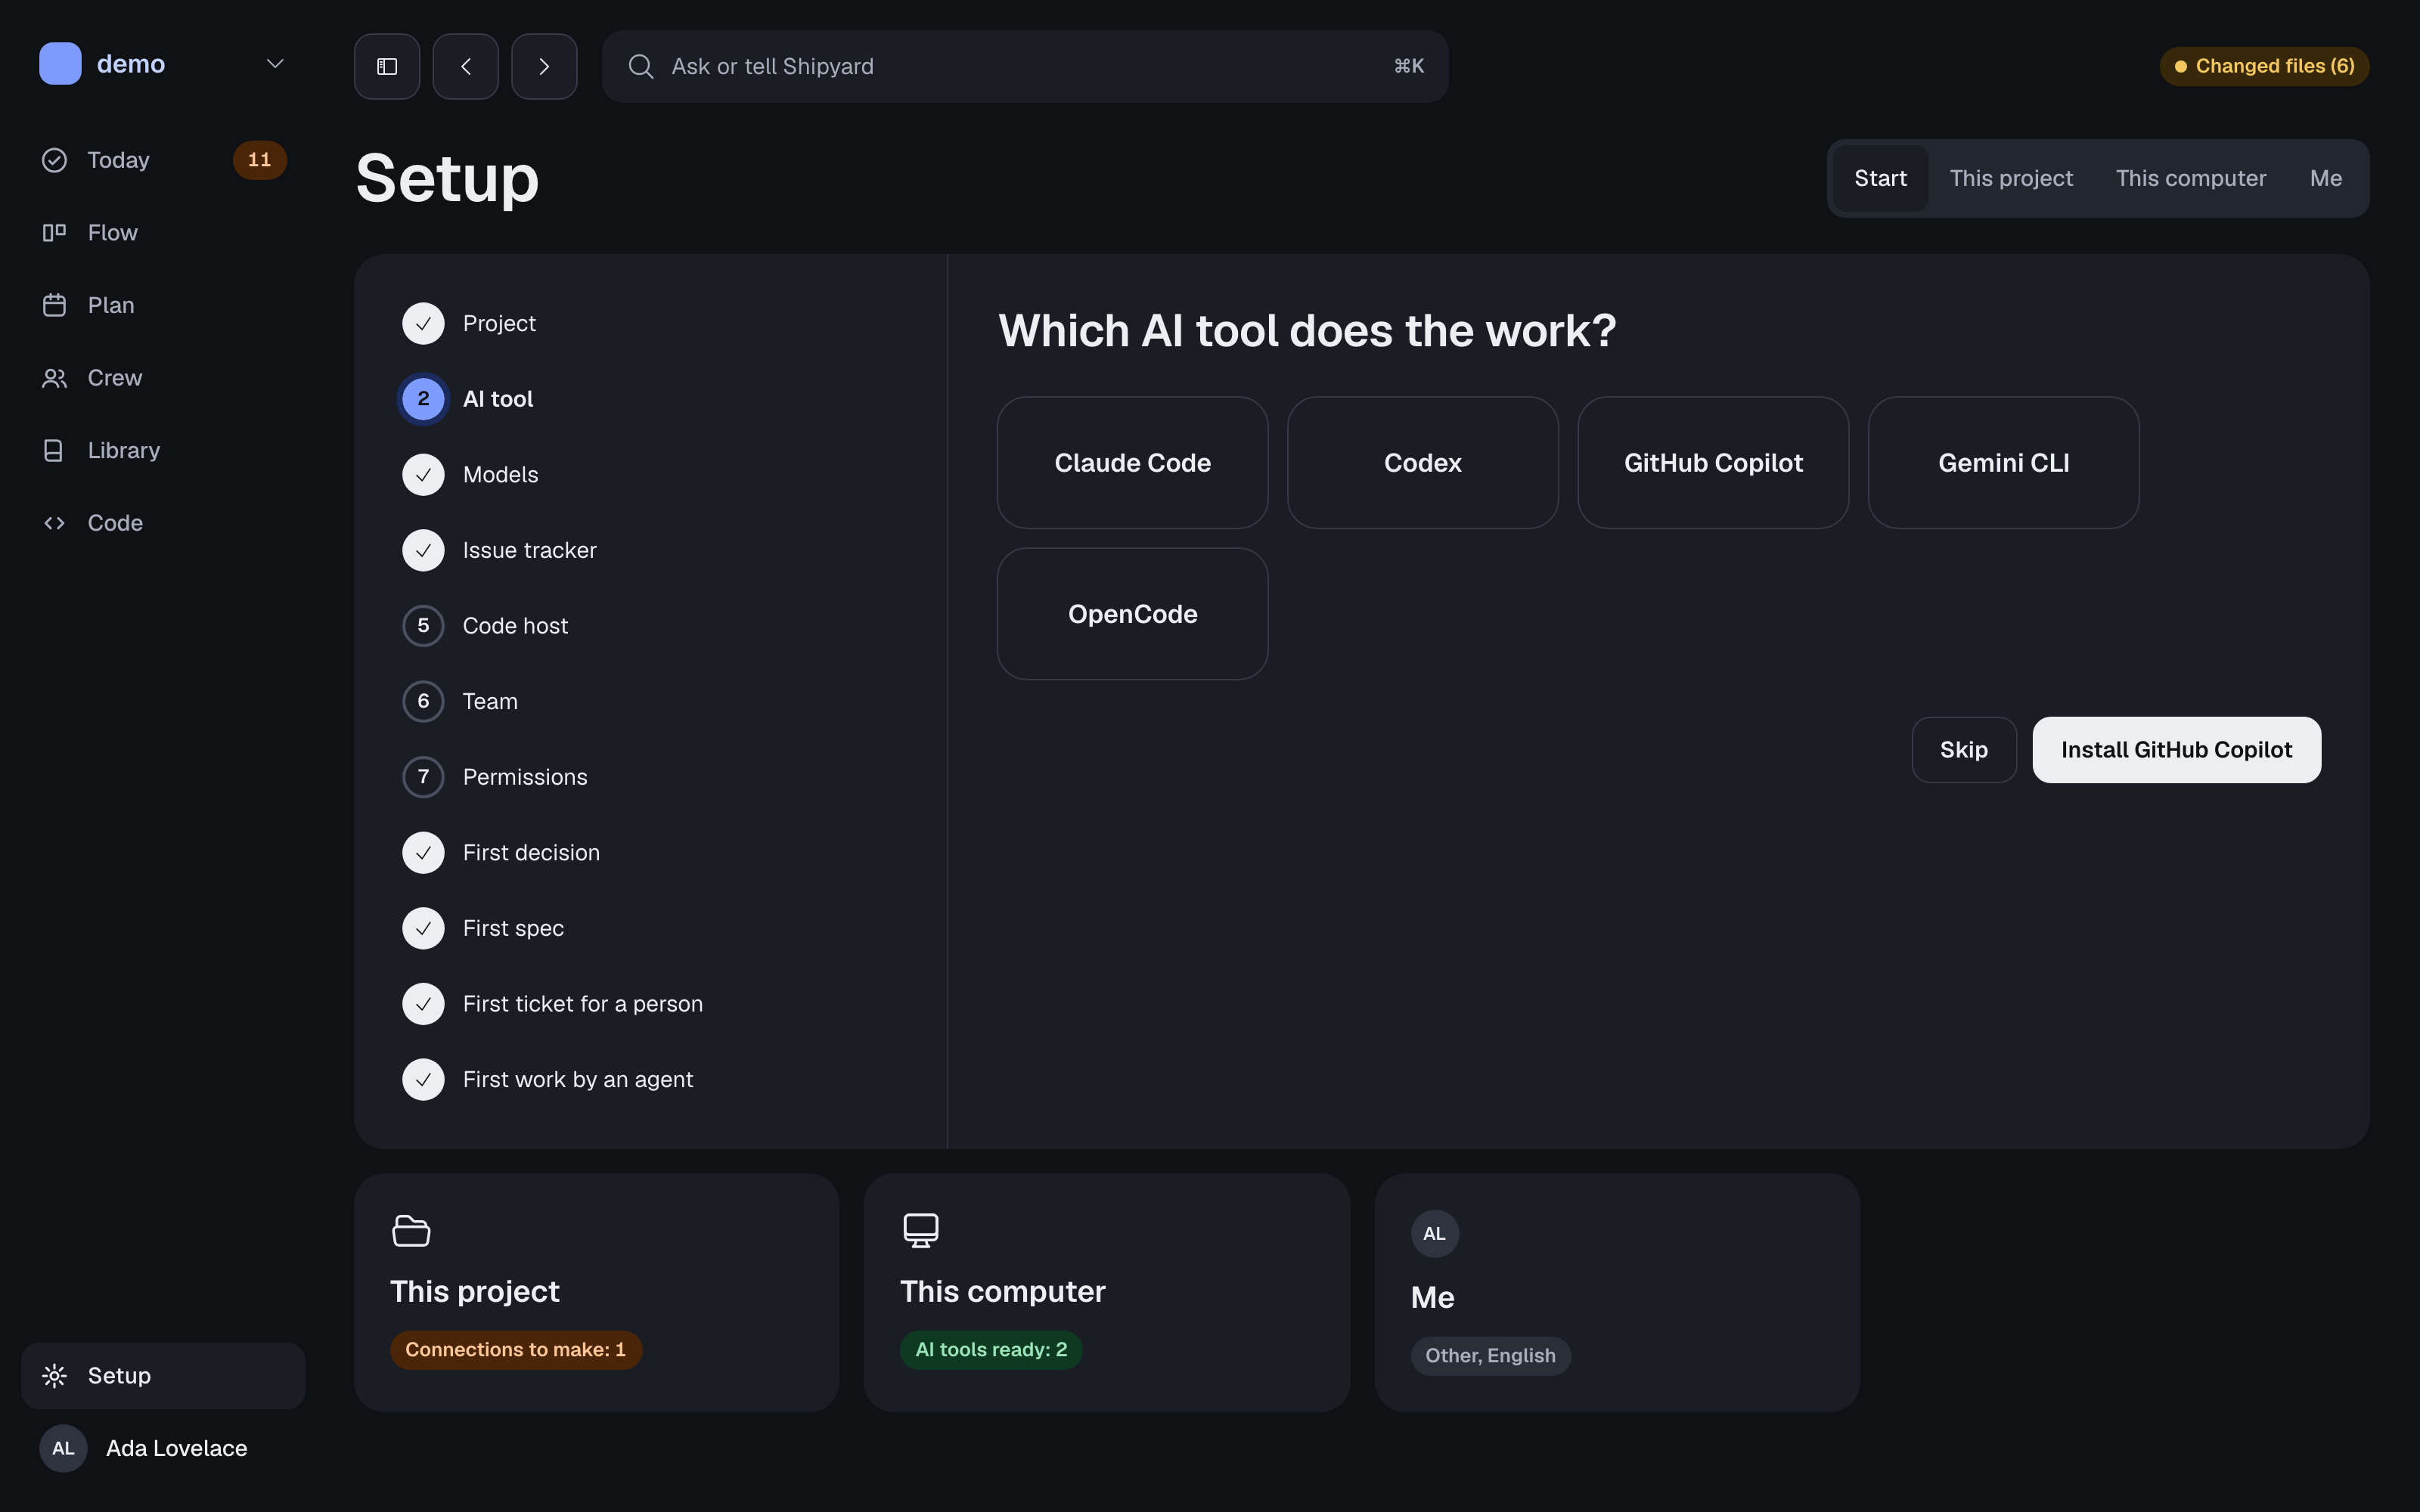 demo
Ask or tell Shipyard
⌘K
Changed files (6)
Today
11
Flow
Plan
Crew
Library
Code
Setup
Start
This project
This computer
Me
Project
2
AI tool
Models
Issue tracker
5
Code host
6
Team
7
Permissions
First decision
First spec
First ticket for a person
First work by an agent
Which AI tool does the work?
Claude Code
Codex
GitHub Copilot
Gemini CLI
OpenCode
Skip
Install GitHub Copilot
This project
Connections to make: 1
This computer
AI tools ready: 2
AL
Me
Other, English
Setup
AL
Ada Lovelace